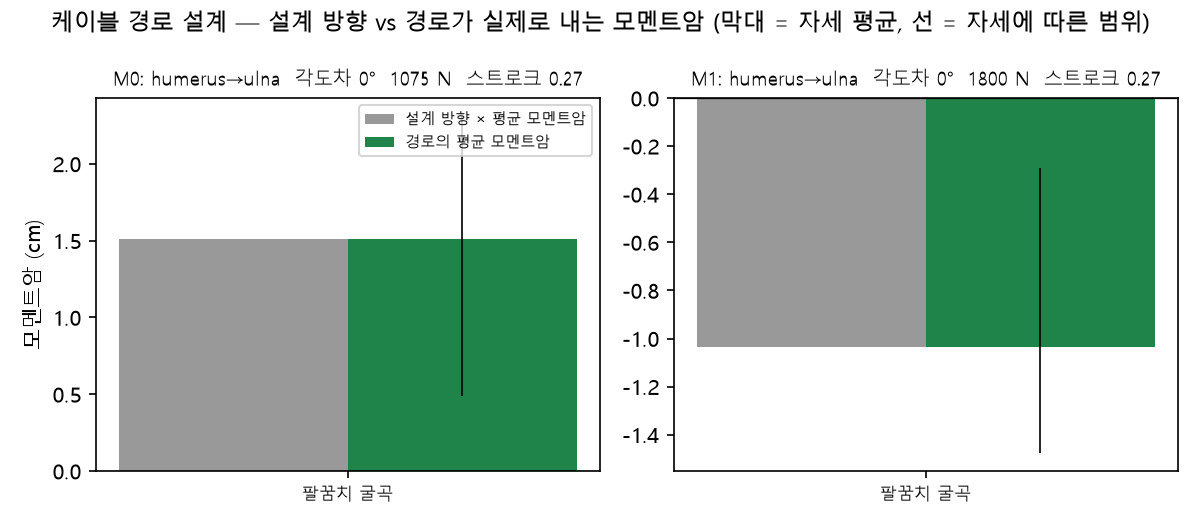 케이블 경로 설계 — 설계 방향 vs 경로가 실제로 내는 모멘트암 (막대 = 자세 평균, 선 = 자세에 따른 범위)
M0: humerus→ulna 각도차 0° 1075 N 스트로크 0.27
설계 방향 × 평균 모멘트암
경로의 평균 모멘트암
모멘트암 (cm)
2.0
1.5
1.0
0.5
0.0
팔꿈치 굴곡
M1: humerus→ulna 각도차 0° 1800 N 스트로크 0.27
0.0
-0.2
-0.4
-0.6
-0.8
-1.0
-1.2
-1.4
팔꿈치 굴곡